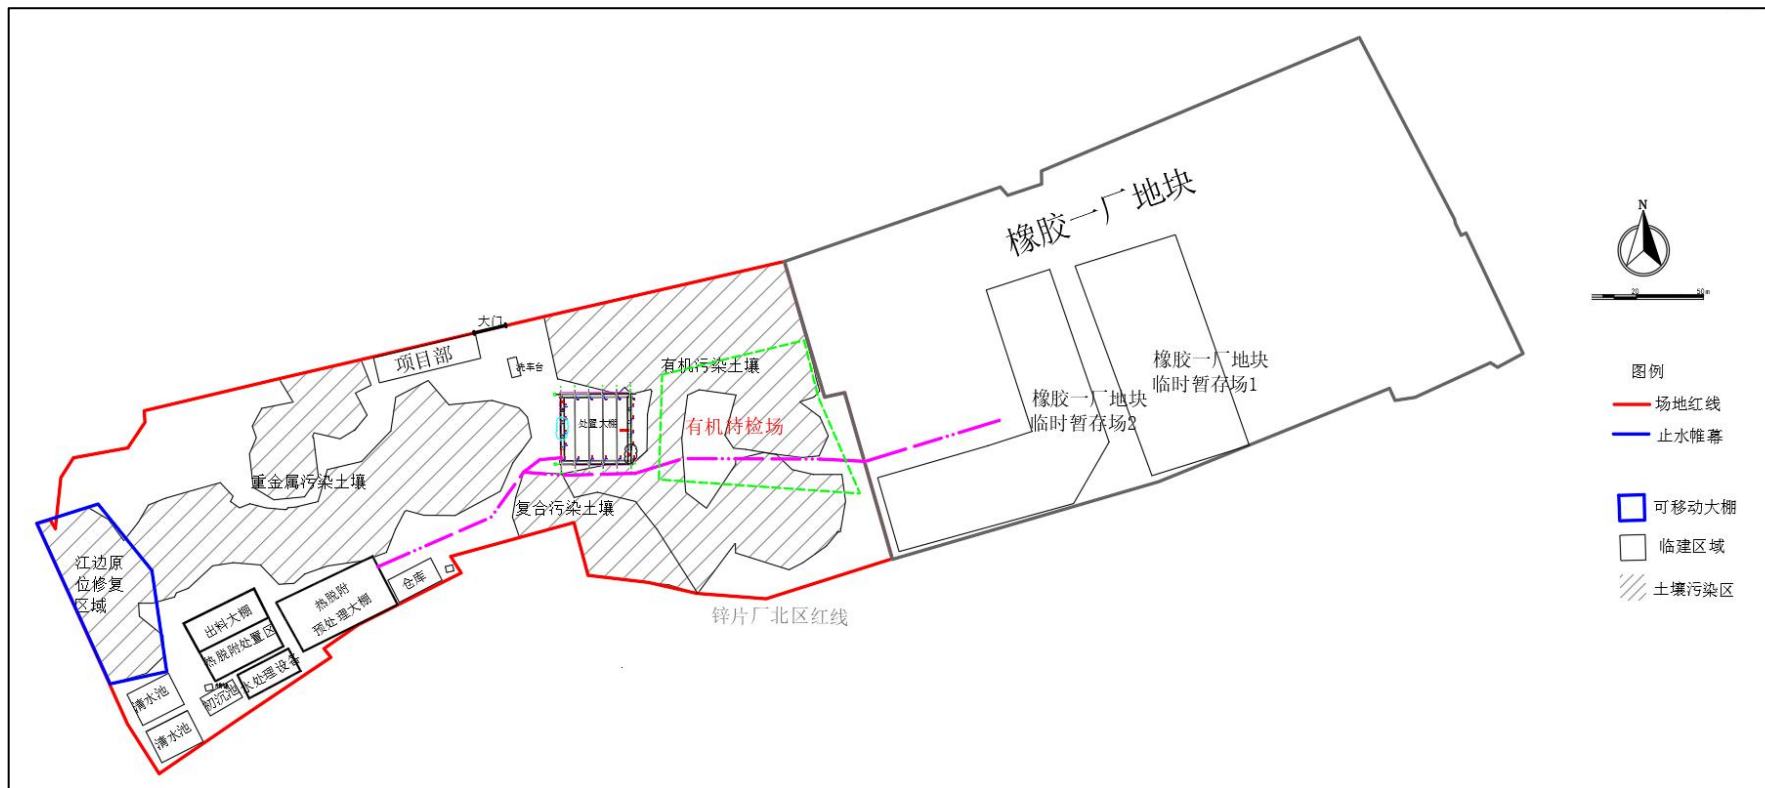 橡胶一厂地块
N
20
50m
大门
项目部
洗车台
有机污染土壤
橡胶一厂地块
临时暂存场1
橡胶一厂地块
临时暂存场2
图例
场地红线
止水帷幕
可移动大棚
临建区域
土壤污染区
处置大棚
有机待检场
重金属污染土壤
复合污染土壤
江边原
位修复
区域
热脱附
预处理大棚
仓库
出料大棚
热脱附处置区
水处理设备
初沉池
清水池
清水池
锌片厂北区红线